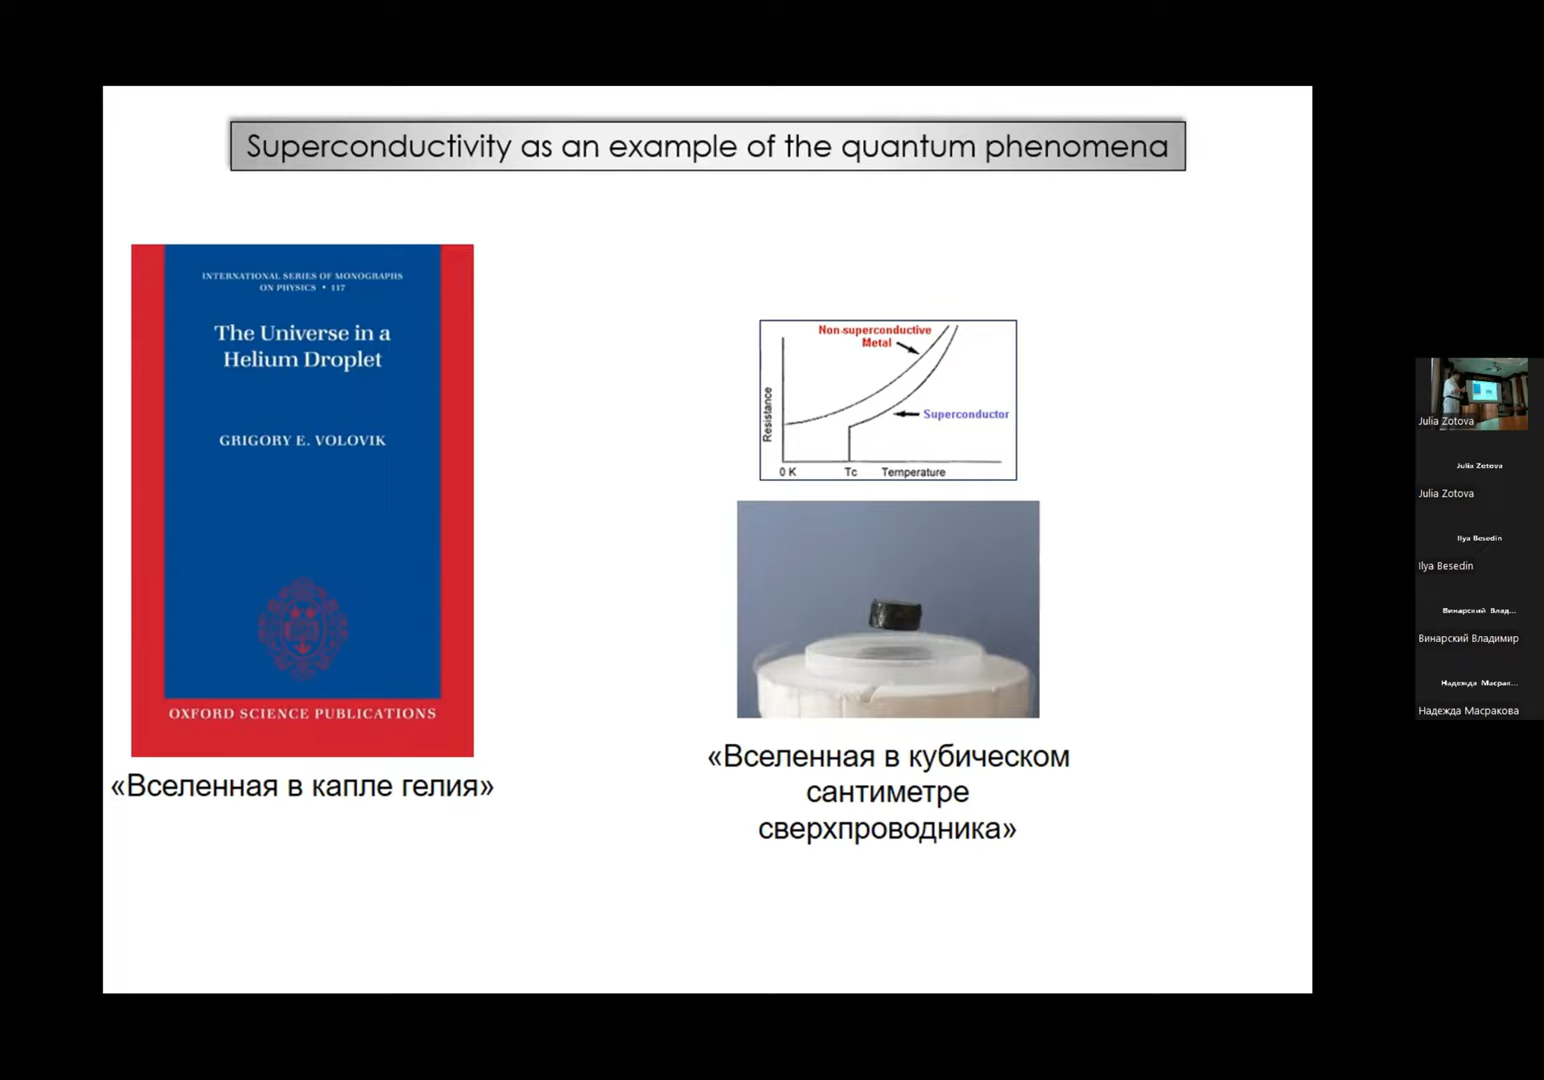 Superconductivity as an example of the quantum phenomena
INTERNATIONAL SERIES OF MONOGRAPHS
ON PHYSICS • 117
The Universe in a
Helium Droplet
GRIGORY E. VOLOVIK
OXFORD SCIENCE PUBLICATIONS
«Вселенная в капле гелия»
Non-superconductive
Metal
Resistance
Superconductor
0 K
Tc
Temperature
«Вселенная в кубическом
сантиметре
сверхпроводника»
Julia Zotova
Julia Zotova
Julia Zotova
Ilya Besedin
Ilya Besedin
Винарский Влад...
Винарский Владимир
Надежда Масрак...
Надежда Масракова